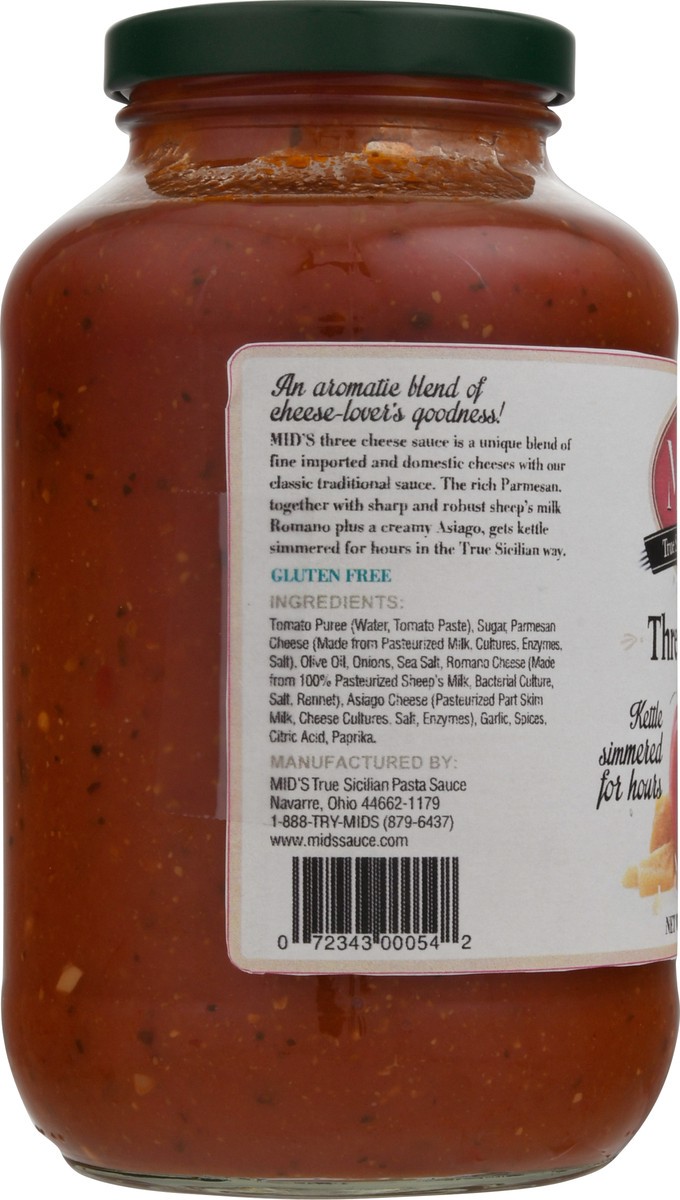 An aromatic blend of
cheese-lover's goodness!
MID'S three cheese sauce is a unique blend of
fine imported and domestic cheeses with our
classic traditional sauce. The rich Parmesan,
together with sharp and robust sheep's milk
Romano plus a creamy Asiago, gets kettle
simmered for hours in the True Sicilian way.
GLUTEN FREE
INGREDIENTS:
Tomato Puree (Water, Tomato Paste), Sugar, Parmesan
Cheese (Made from Pasteurized Milk, Cultures, Enzymes,
Salt), Olive Oil, Onions, Sea Salt, Romano Cheese (Made
from 100% Pasteurized Sheep's Milk, Bacterial Culture,
Salt, Rennet), Asiago Cheese (Pasteurized Part Skim
Milk, Cheese Cultures, Salt, Enzymes), Garlic, Spices,
Citric Acid, Paprika.
MANUFACTURED BY:
MID'S True Sicilian Pasta Sauce
Navarre, Ohio 44662-1179
1-888-TRY-MIDS (879-6437)
www.midssauce.com
0 72343 00054 2
Kettle
simmered
for hours